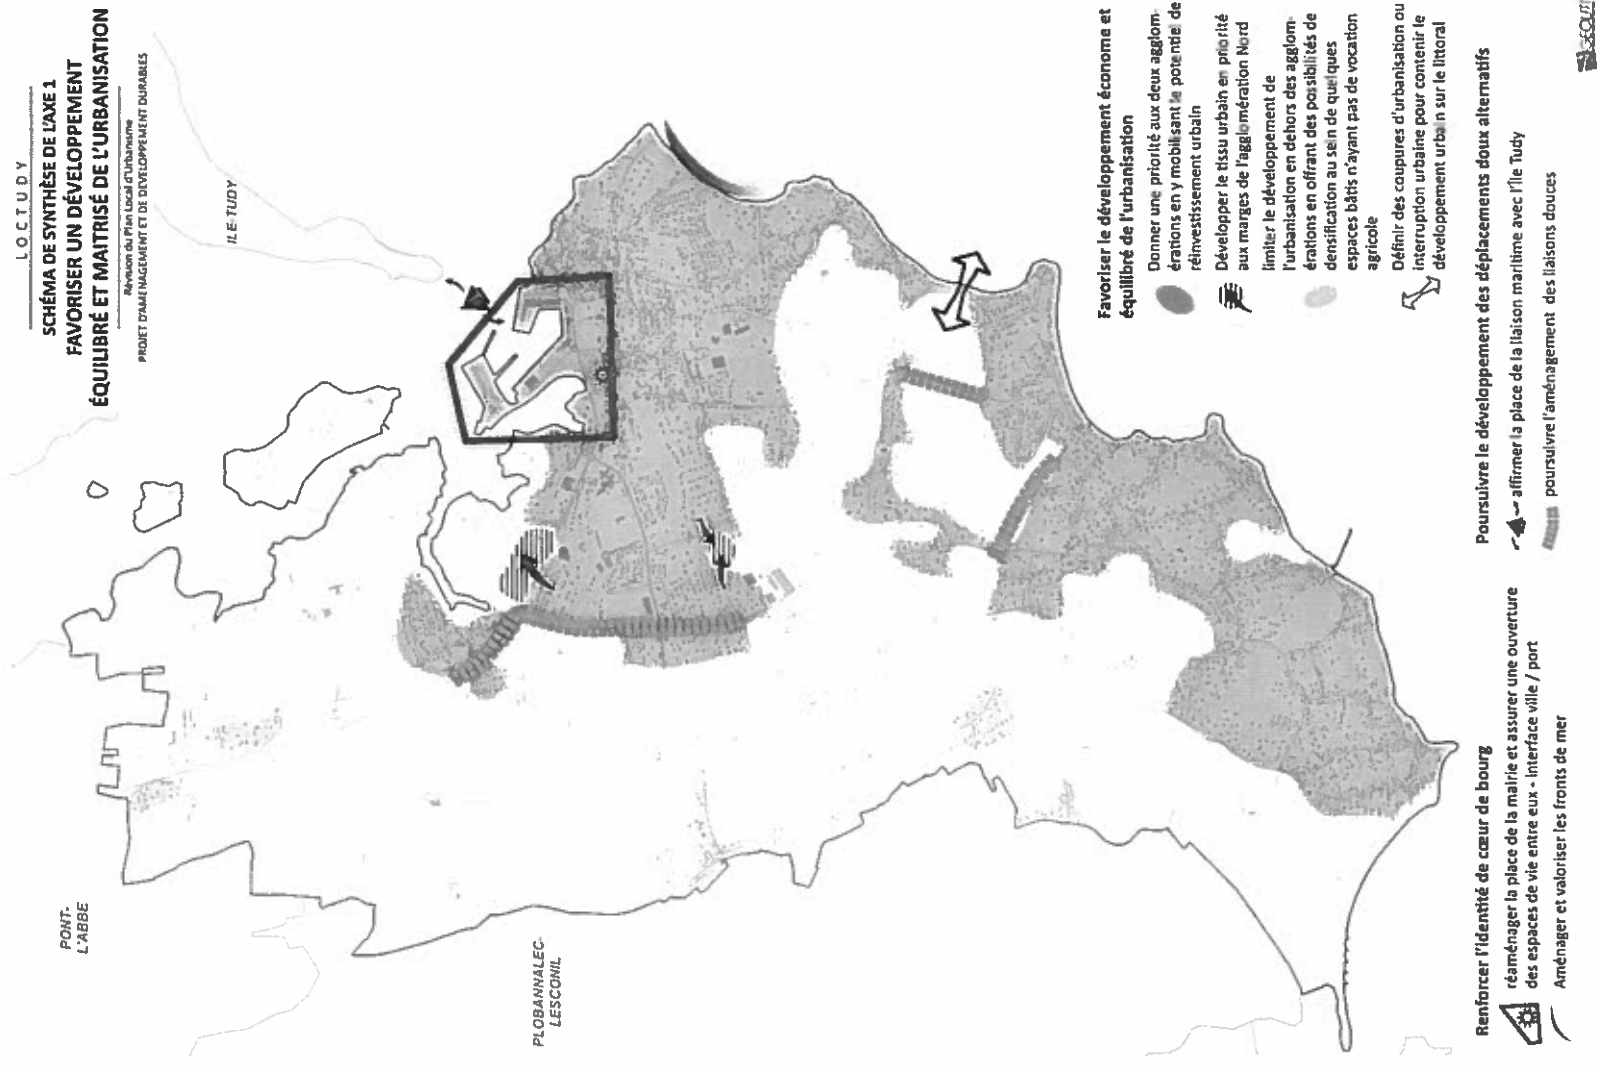 LOCTUDY
SCHÉMA DE SYNTHÈSE DE L'AXE 1
FAVORISER UN DÉVELOPPEMENT
ÉQUILIBRÉ ET MAITRISÉ DE L'URBANISATION
Révision du Plan Local d'Urbanisme
PROJET D'AMENAGEMENT ET DE DEVELOPPEMENT DURABLES
ILE-TUDY
PONT-
L'ABBE
PLOBANNALEC-
LESCONIL
Favoriser le développement économe et
équilibré de l'urbanisation
Donner une priorité aux deux agglom-
érations en y mobilisant le potentiel de
réinvestissement urbain
Développer le tissu urbain en priorité
aux marges de l'agglomération Nord
limiter le développement de
l'urbanisation en dehors des agglom-
érations en offrant des possibilités de
densification au sein de quelques
espaces bâtis n'ayant pas de vocation
agricole
Définir des coupures d'urbanisation ou
interruption urbaine pour contenir le
développement urbain sur le littoral
Renforcer l'identité de cœur de bourg
réaménager la place de la mairie et assurer une ouverture
des espaces de vie entre eux - Interface ville / port
Aménager et valoriser les fronts de mer
Poursuivre le développement des déplacements doux alternatifs
affirmer la place de la liaison maritime avec l'Île Tudy
poursuivre l'aménagement des liaisons douces